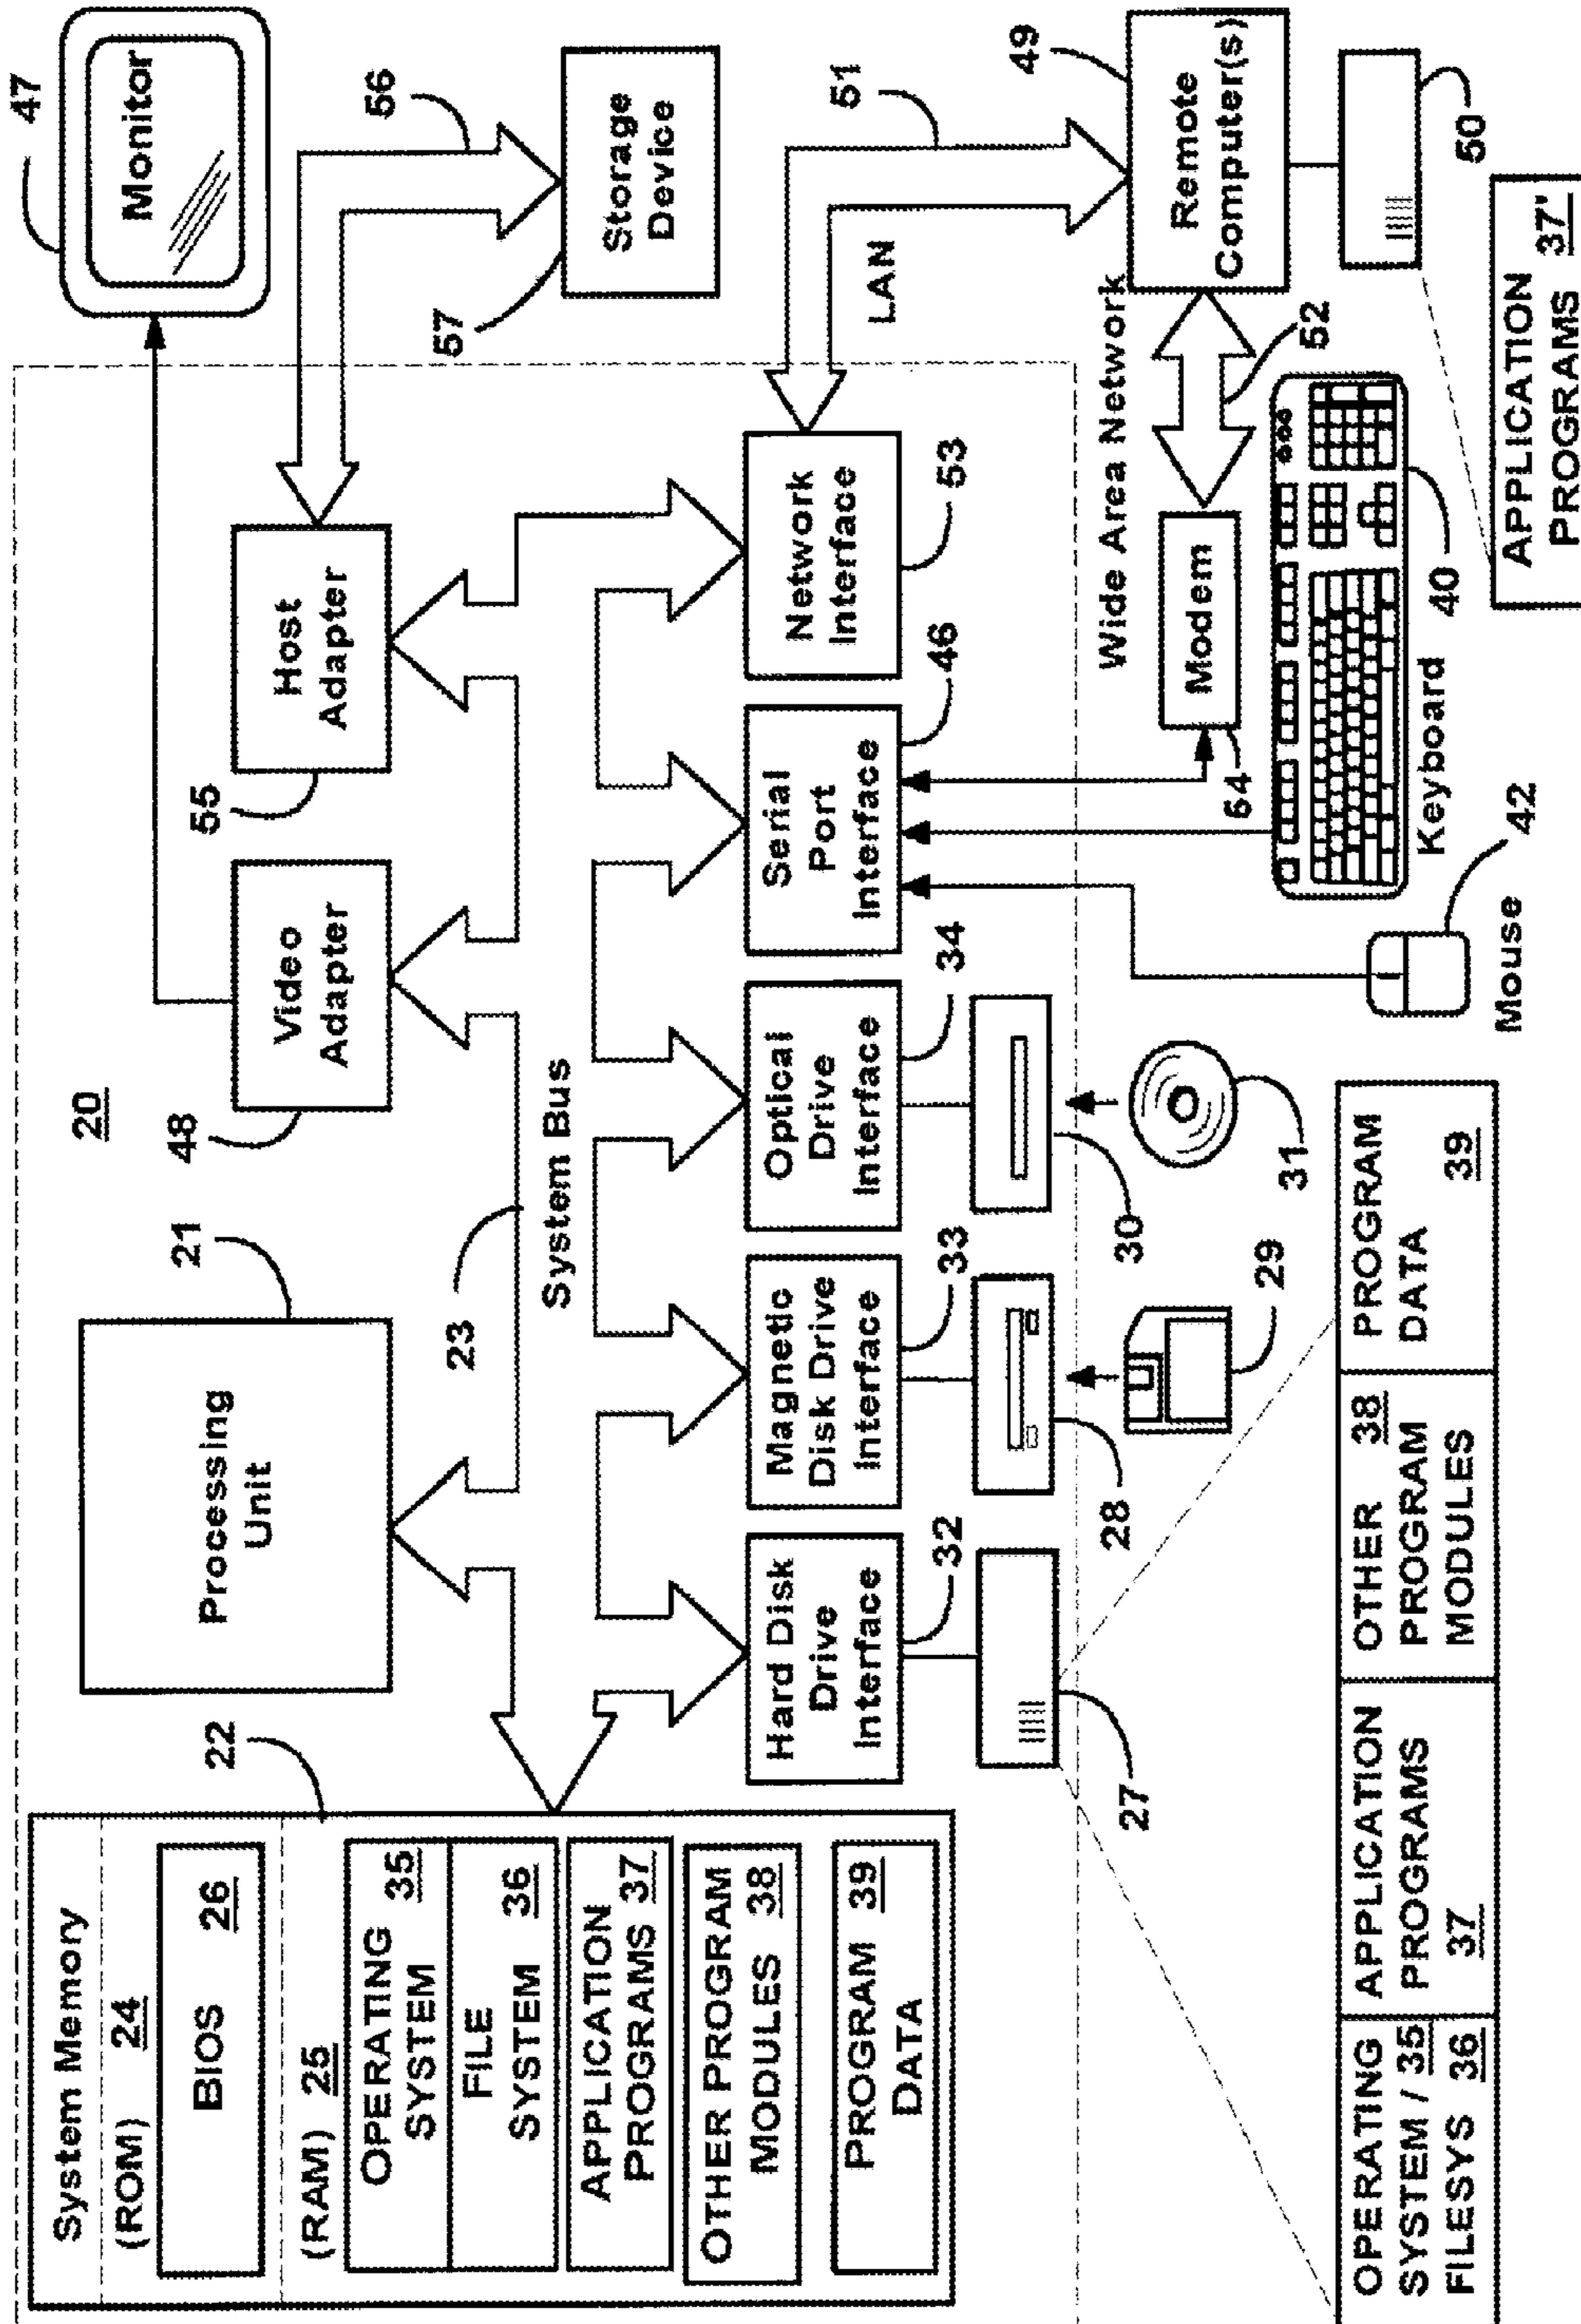 System Memory
(ROM) 24
BIOS 26
(RAM) 25
OPERATING
SYSTEM 35
FILE
SYSTEM 36
APPLICATION
PROGRAMS 37
OTHER PROGRAM
MODULES 38
PROGRAM 39
DATA
22
Processing
Unit
21
20
48
Video
Adapter
55
Host
Adapter
47
Monitor
56
57
Storage
Device
23
System Bus
Hard Disk
Drive
Interface
32
Magnetic
Disk Drive
Interface
33
Optical
Drive
Interface
34
Serial
Port
Interface
46
Network
Interface
53
LAN
51
49
Remote
Computer(s)
50
Wide Area Network
52
Modem
54
27
28
29
30
31
Keyboard
40
Mouse
42
OPERATING
SYSTEM / 35
FILESYS 36
APPLICATION
PROGRAMS
37
OTHER 38
PROGRAM
MODULES
PROGRAM
DATA
39
APPLICATION
PROGRAMS 37'